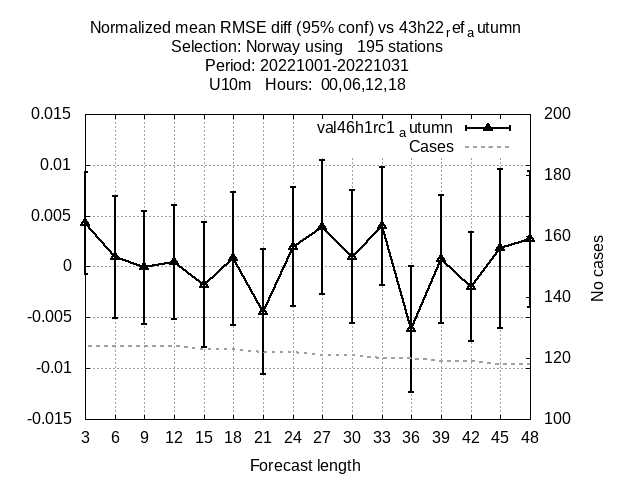 Normalized mean RMSE diff (95% conf) vs 43h22ref autumn
Selection: Norway using   195 stations
Period: 20221001-20221031
U10m   Hours:  00,06,12,18
0.015
0.01
0.005
0
-0.005
-0.01
-0.015
val46h1rc1autumn
Cases
200
180
160
140
120
100
No cases
3 6 9 12 15 18 21 24 27 30 33 36 39 42 45 48
Forecast length